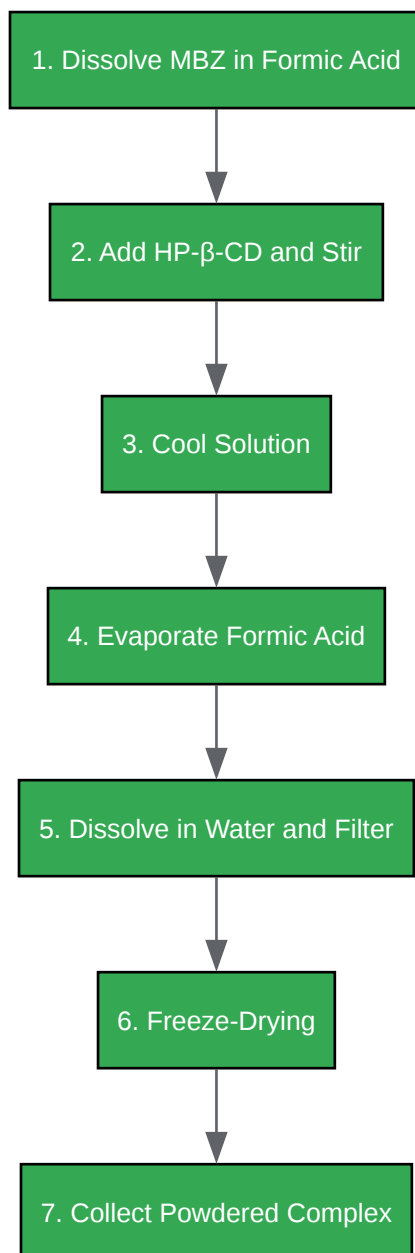 1. Dissolve MBZ in Formic Acid
2. Add HP-β-CD and Stir
3. Cool Solution
4. Evaporate Formic Acid
5. Dissolve in Water and Filter
6. Freeze-Drying
7. Collect Powdered Complex